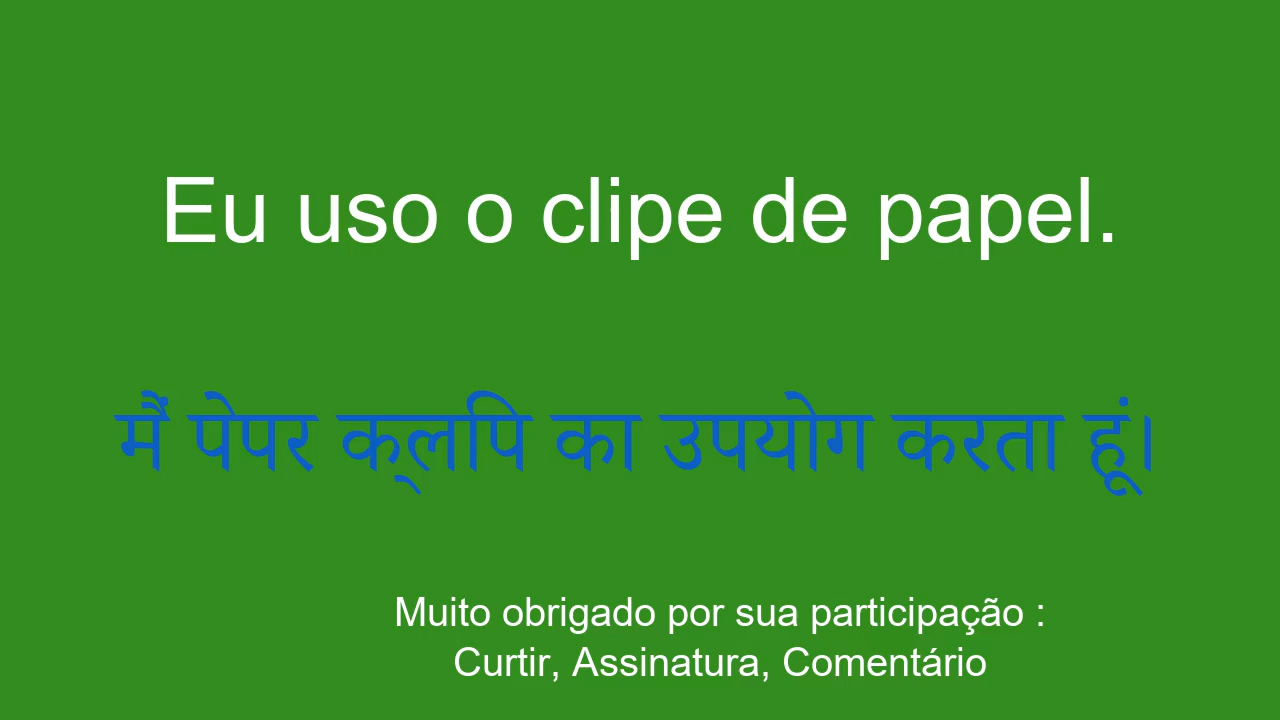 Eu uso o clipe de papel.
मैं पेपर क्लिप का उपयोग करता हूं।
Muito obrigado por sua participação :
Curtir, Assinatura, Comentário